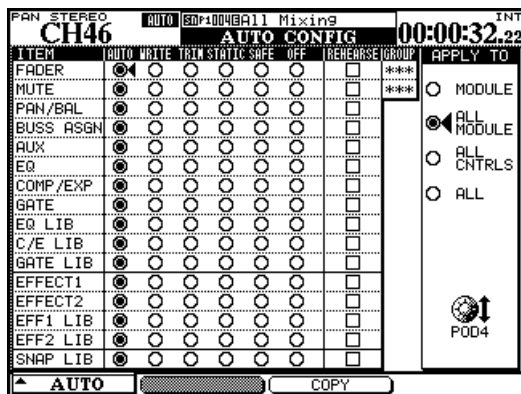 PAN STEREO
CH46
AUTO
All Mixing
AUTO CONFIG
INT
00:00:32.22
ITEM AUTO WRITE TRIM STATIC SAFE OFF REHEARSE GROUP
FADER ***
MUTE ***
PAN/BAL
BUSS ASGN
AUX
EQ
COMP/EXP
GATE
EQ LIB
C/E LIB
GATE LIB
EFFECT1
EFFECT2
EFF1 LIB
EFF2 LIB
SNAP LIB
APPLY TO
MODULE
ALL MODULE
ALL CNTRLS
ALL
POD4
AUTO
COPY